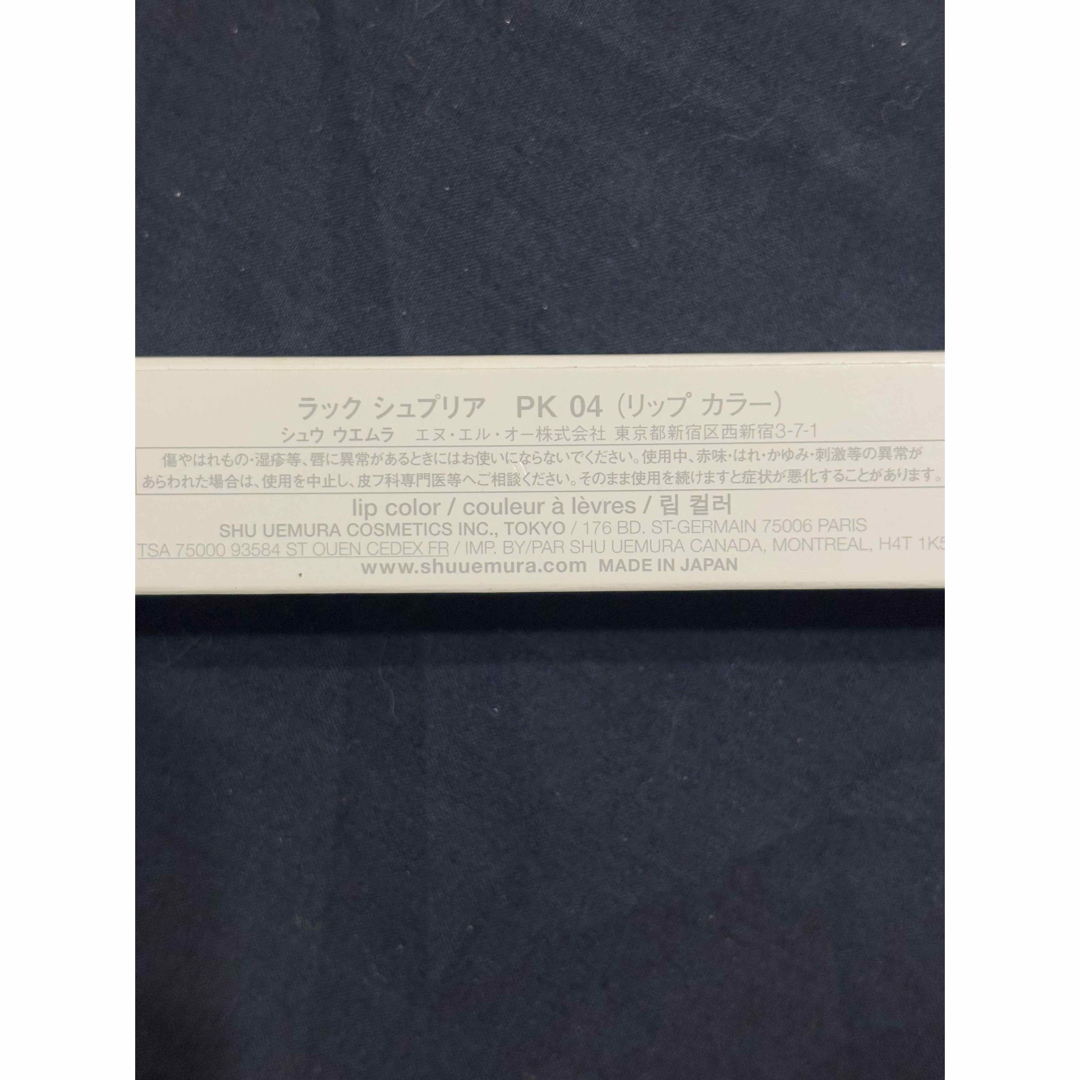 ラック シュプリア PK 04 (リップ カラー)
シュウ ウエムラ エヌ・エル・オー株式会社 東京都新宿区西新宿3-7-1
傷やはれもの・湿疹等、唇に異常があるときにはお使いにならないでください。使用中、赤味・はれ・かゆみ・刺激等の異常が
あらわれた場合は、使用を中止し、皮フ科専門医等へご相談ください。そのまま使用を続けますと症状が悪化することがあります。
lip color / couleur à lèvres / 립 컬러
SHU UEMURA COSMETICS INC., TOKYO / 176 BD. ST-GERMAIN 75006 PARIS
TSA 75000 93584 ST OUEN CEDEX FR / IMP. BY/PAR SHU UEMURA CANADA, MONTREAL, H4T 1K5
www.shuuemura.com MADE IN JAPAN